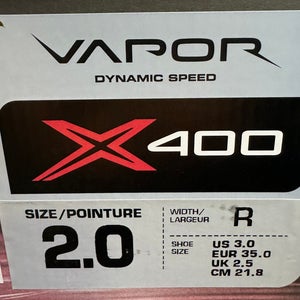 VAPOR
DYNAMIC SPEED
X400
SIZE/POINTURE
2.0
WIDTH/
LARGEUR
R
SHOE
SIZE
US 3.0
EUR 35.0
UK 2.5
CM 21.8